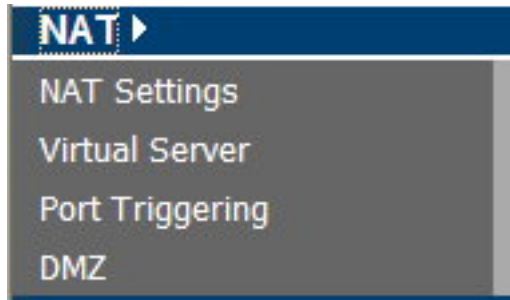 NAT
NAT Settings
Virtual Server
Port Triggering
DMZ